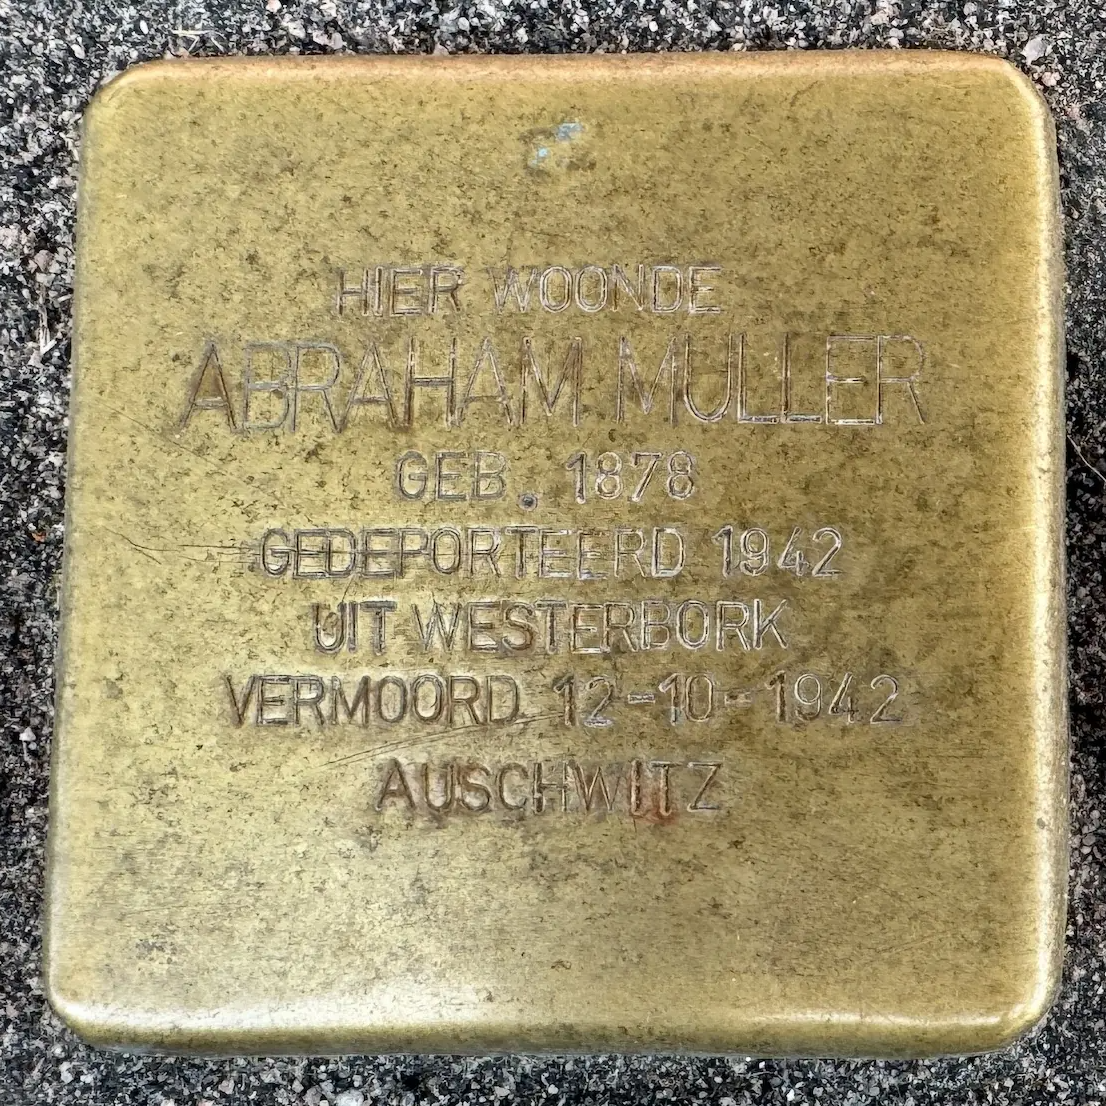 HIER WOONDE
ABRAHAM MULLER
GEB. 1878
GEDEPORTEERD 1942
UIT WESTERBORK
VERMOORD 12-10-1942
AUSCHWITZ